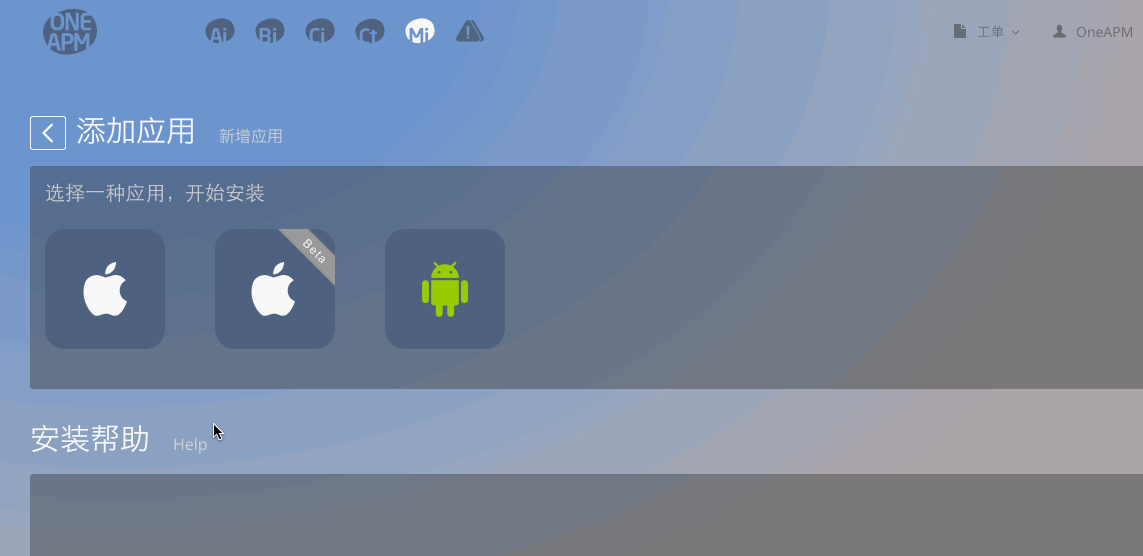 ONE APM
Ai Bi Ci Ct Mi
工单 OneAPM
添加应用 新增应用
选择一种应用，开始安装
Beta
安装帮助 Help